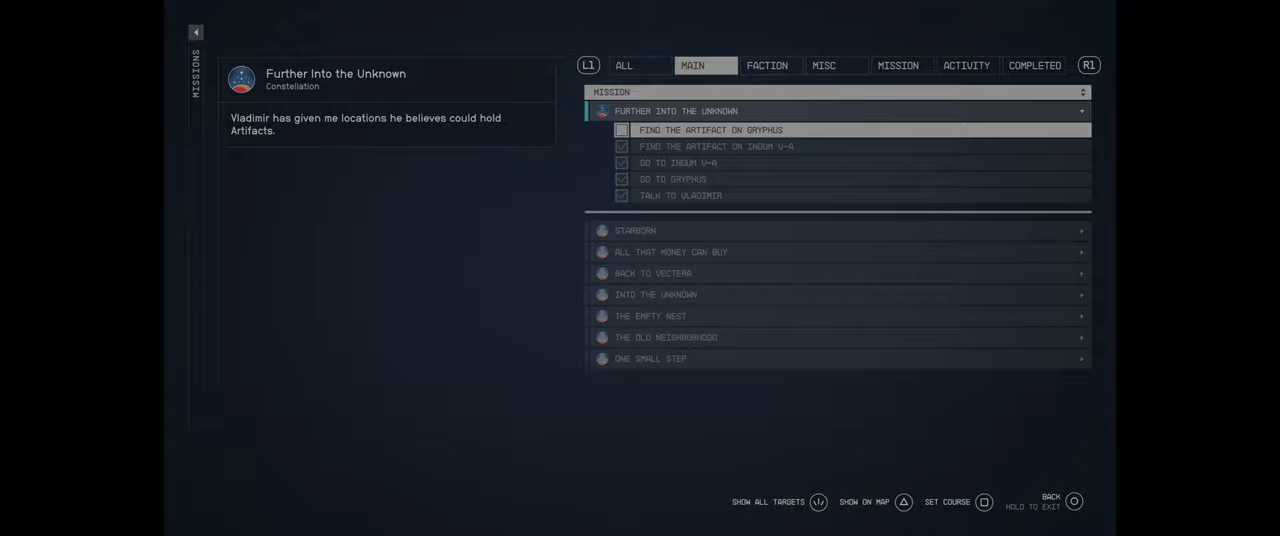 MISSIONS
Further Into the Unknown
Constellation
Vladimir has given me locations he believes could hold
Artifacts.
L1 ALL MAIN FACTION MISC MISSION ACTIVITY COMPLETED R1
MISSION
FURTHER INTO THE UNKNOWN
FIND THE ARTIFACT ON GRYPHUS
FIND THE ARTIFACT ON INDUM V-A
GO TO INDUM V-A
GO TO GRYPHUS
TALK TO VLADIMIR
STARBORN
ALL THAT MONEY CAN BUY
BACK TO VECTERA
INTO THE UNKNOWN
THE EMPTY NEST
THE OLD NEIGHBORHOOD
ONE SMALL STEP
SHOW ALL TARGETS SHOW ON MAP SET COURSE BACK
HOLD TO EXIT